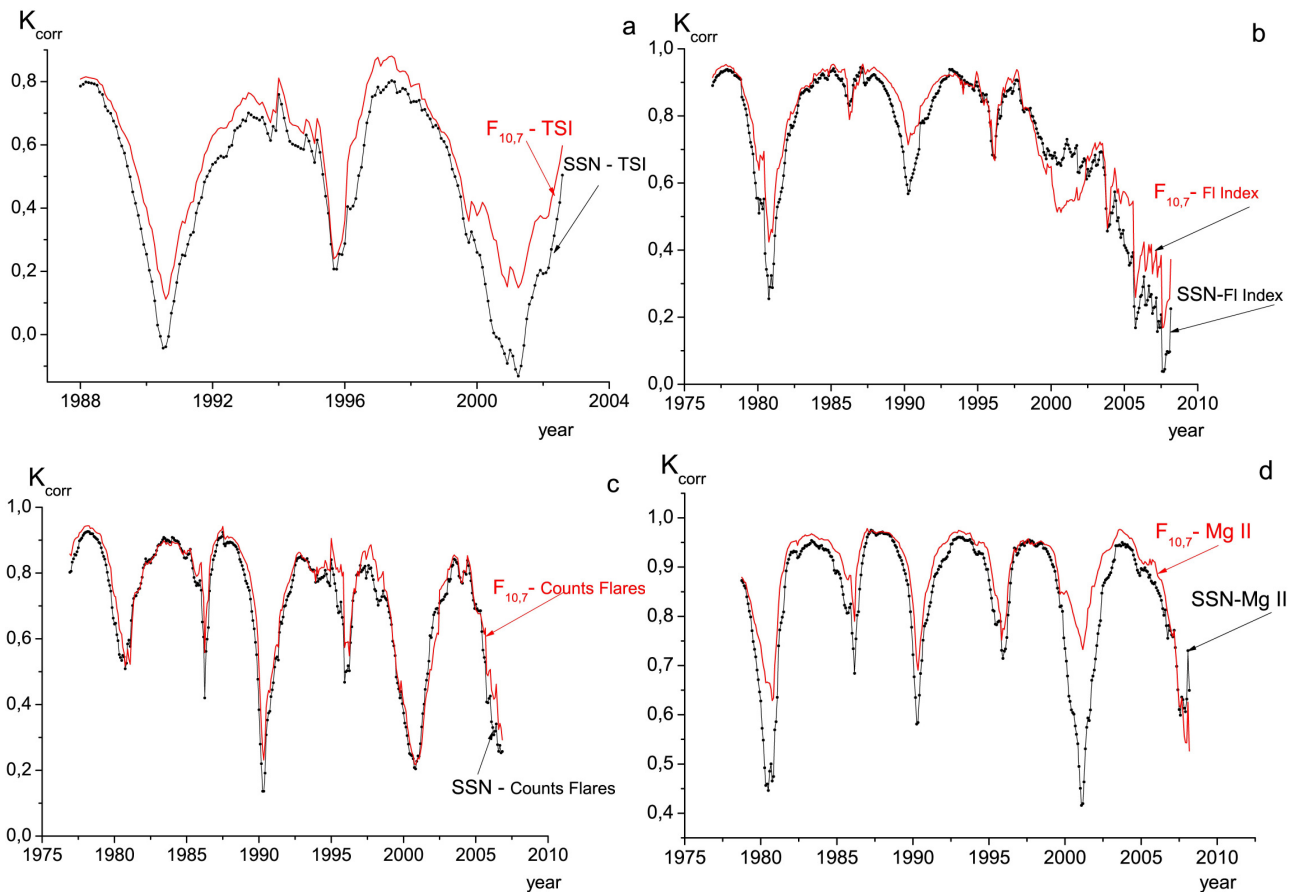 K corr
a
0,8
0,6
0,4
0,2
0,0
F10,7 - TSI
SSN - TSI
1988 1992 1996 2000 2004
year
K corr
b
1,0
0,8
0,6
0,4
0,2
0,0
F10,7 - Fl Index
SSN-Fl Index
1975 1980 1985 1990 1995 2000 2005 2010
year
K corr
c
1,0
0,8
0,6
0,4
0,2
0,0
F10,7 - Counts Flares
SSN - Counts Flares
1975 1980 1985 1990 1995 2000 2005 2010
year
K corr
d
1,0
0,9
0,8
0,7
0,6
0,5
0,4
F10,7 - Mg II
SSN-Mg II
1975 1980 1985 1990 1995 2000 2005 2010
year